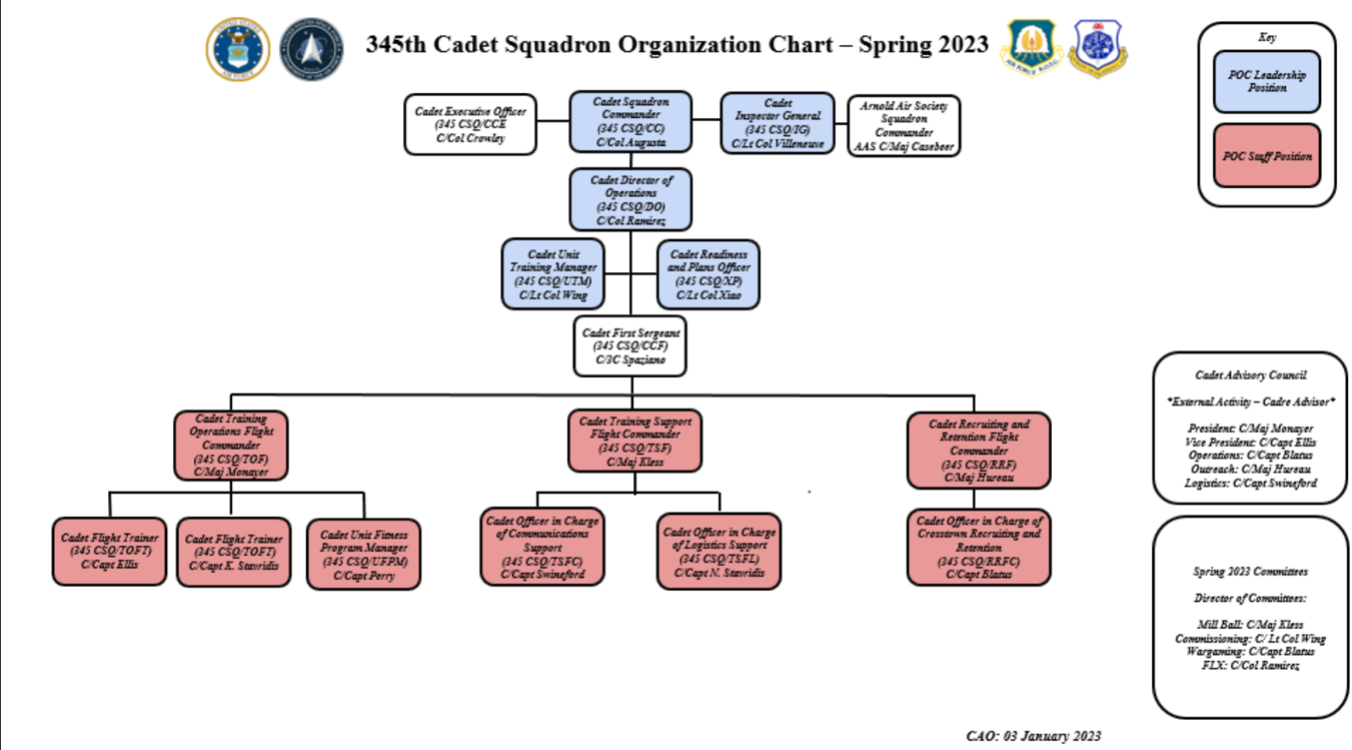 345th Cadet Squadron Organization Chart – Spring 2023
Key
POC Leadership
Position
POC Staff Position
Cadet Executive Officer
(345 CSQ/CCE
C/Col Crowley
Cadet Squadron
Commander
(345 CSQ/CC)
C/Col Augusta
Cadet
Inspector General
(345 CSQ/IG)
C/Lt Col Villeneuve
Arnold Air Society
Squadron
Commander
AAS C/Maj Casebeer
Cadet Director of
Operations
(345 CSQ/DO)
C/Col Ramirez
Cadet Unit
Training Manager
(345 CSQ/UTM)
C/Lt Col Wing
Cadet Readiness
and Plans Officer
(345 CSQ/XP)
C/Lt Col Xiao
Cadet First Sergeant
(345 CSQ/CCF)
C/3C Spaziano
Cadet Training
Operations Flight
Commander
(345 CSQ/TOF)
C/Maj Monayer
Cadet Training Support
Flight Commander
(345 CSQ/TSF)
C/Maj Kless
Cadet Recruiting and
Retention Flight
Commander
(345 CSQ/RRF)
C/Maj Hureau
Cadet Flight Trainer
(345 CSQ/TOFT)
C/Capt Ellis
Cadet Flight Trainer
(345 CSQ/TOFT)
C/Capt K. Stavridis
Cadet Unit Fitness
Program Manager
(345 CSQ/UFPM)
C/Capt Perry
Cadet Officer in Charge
of Communications
Support
(345 CSQ/TSFC)
C/Capt Swineford
Cadet Officer in Charge
of Logistics Support
(345 CSQ/TSFL)
C/Capt N. Stavridis
Cadet Officer in Charge of
Crosstown Recruiting and
Retention
(345 CSQ/RRFC)
C/Capt Blatus
Cadet Advisory Council
*External Activity – Cadre Advisor*
President: C/Maj Monayer
Vice President: C/Capt Ellis
Operations: C/Capt Blatus
Outreach: C/Maj Hureau
Logistics: C/Capt Swineford
Spring 2023 Committees
Director of Committees:
Mill Ball: C/Maj Kless
Commissioning: C/ Lt Col Wing
Wargaming: C/Capt Blatus
FLX: C/Col Ramirez
CAO: 03 January 2023